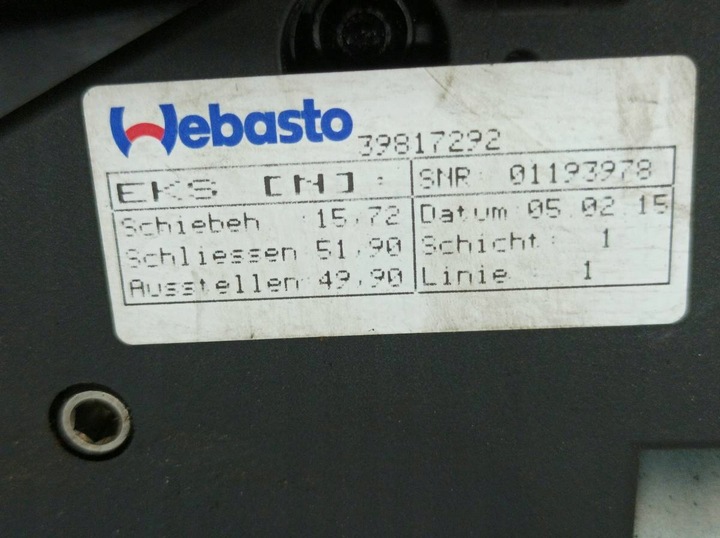 Webasto 39817292
EKS [N] : SNR: 01193978
Schiebeh :15,72 Datum:05.02 15
Schliessen 51,90 Schicht: 1
Ausstellen:49,90 Linie : 1